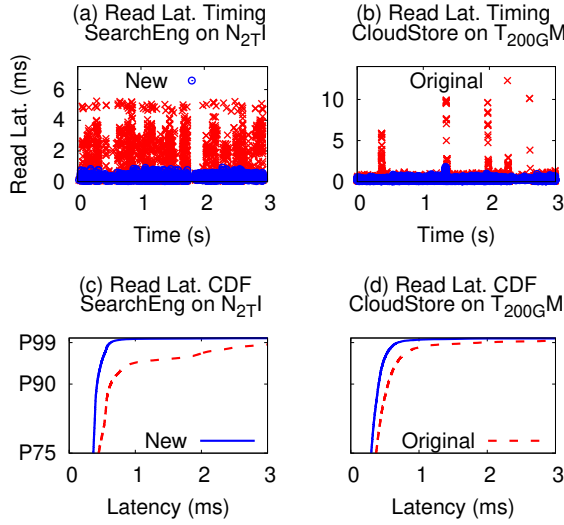 (a) Read Lat. Timing
SearchEng on N2TI
Read Lat. (ms)
6
4
2
0
New
0 1 2 3
Time (s)
(b) Read Lat. Timing
CloudStore on T200GM
10
5
0
Original
0 1 2 3
Time (s)
(c) Read Lat. CDF
SearchEng on N2TI
P99
P90
P75
New
0 1 2 3
Latency (ms)
(d) Read Lat. CDF
CloudStore on T200GM
Original
0 1 2 3
Latency (ms)